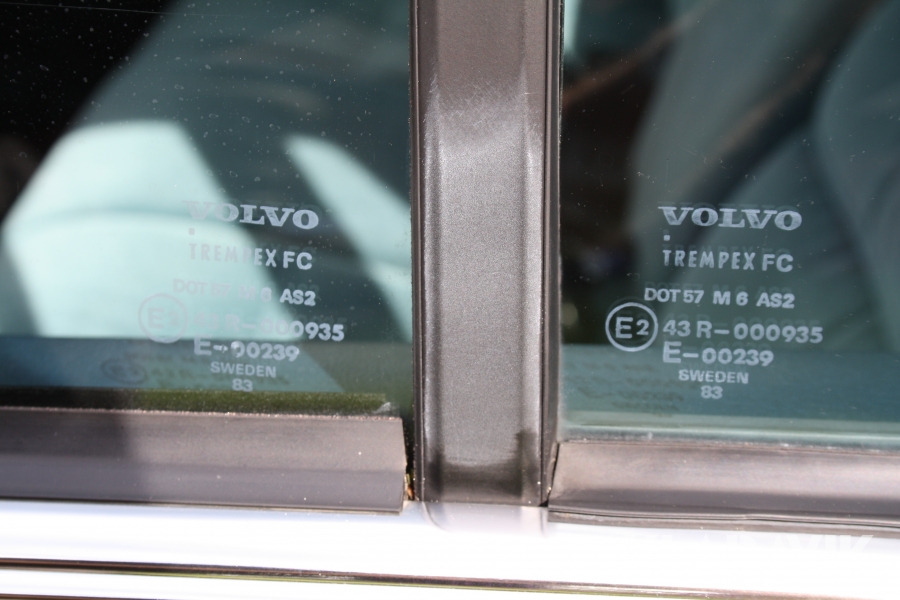 VOLVO
TREMPEX FC
DOT 57 M 6 AS2
E2 43 R-000935
E-00239
SWEDEN
83
VOLVO
TREMPEX FC
DOT 57 M 6 AS2
E2 43 R-000935
E-00239
SWEDEN
83